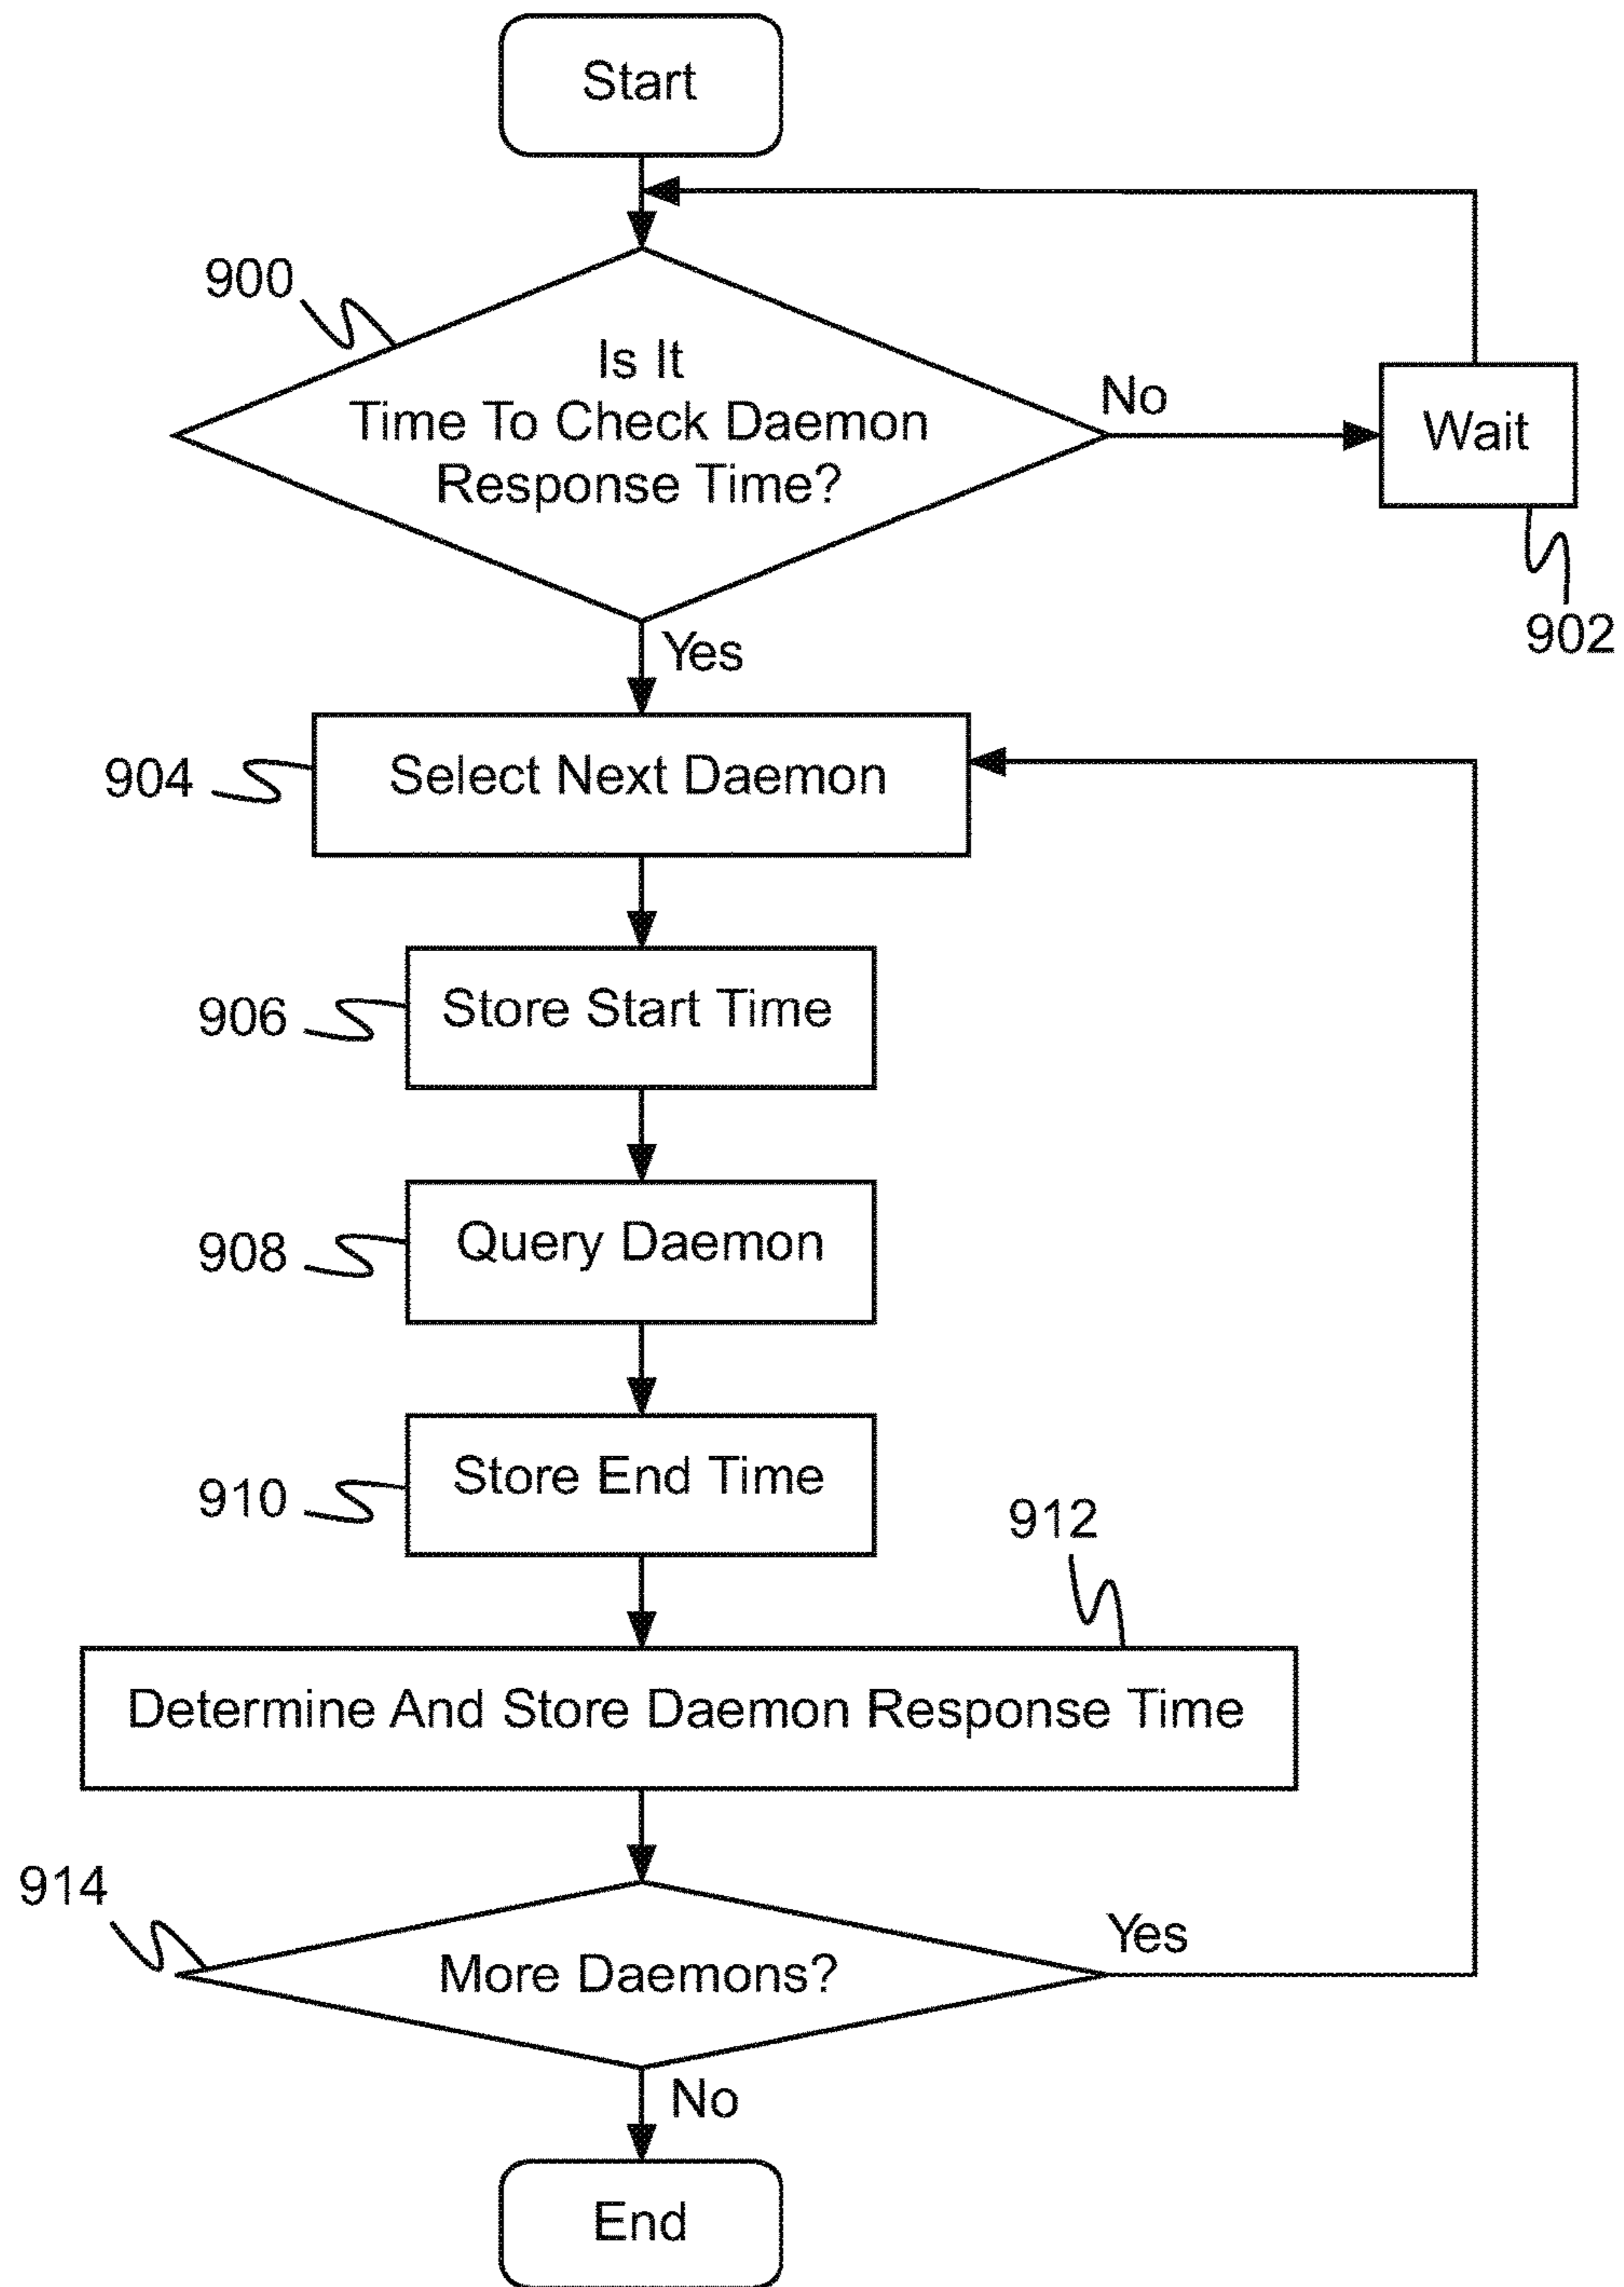 Start
900
Is It
Time To Check Daemon
Response Time?
No
Wait
902
Yes
904
Select Next Daemon
906
Store Start Time
908
Query Daemon
910
Store End Time
912
Determine And Store Daemon Response Time
914
More Daemons?
Yes
No
End